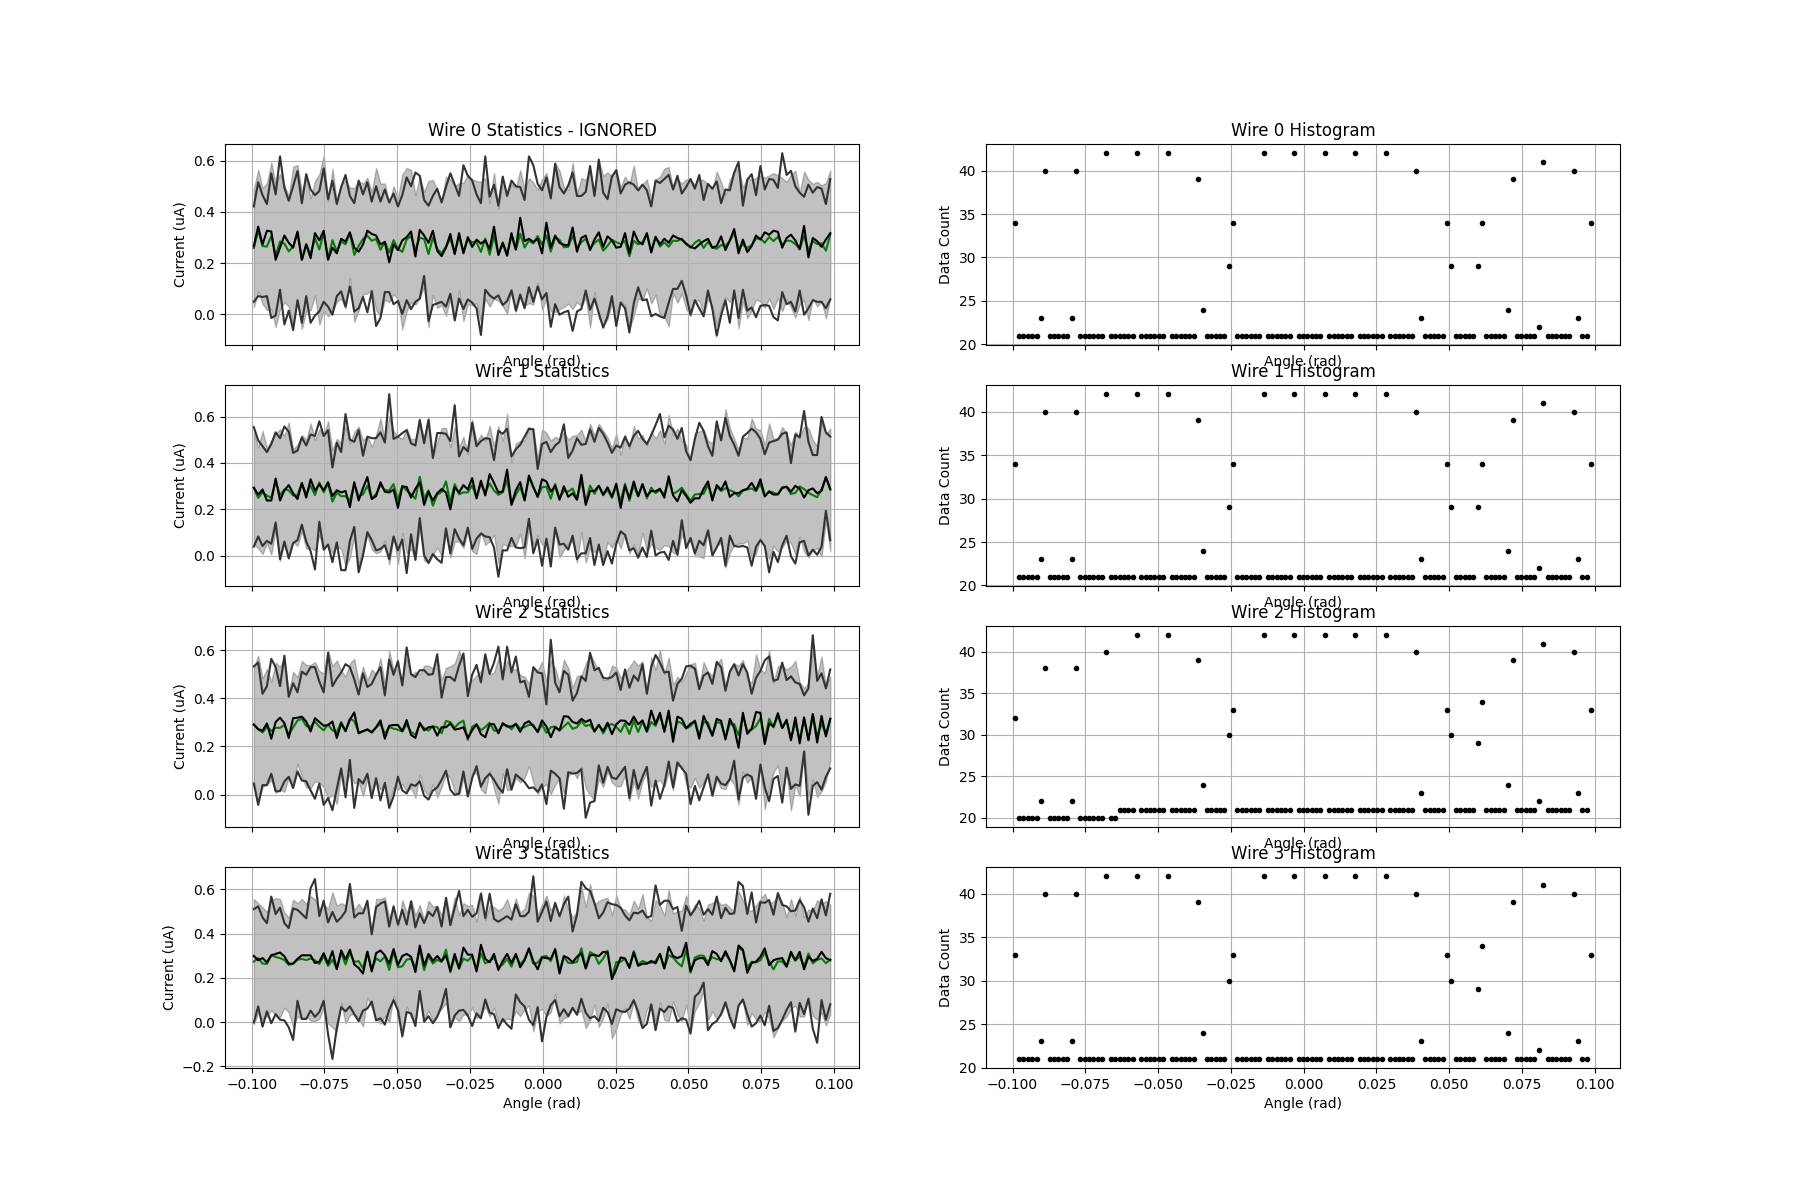 Wire 0 Statistics - IGNORED
Current (uA)
0.6
0.4
0.2
0.0
Angle (rad)
Wire 0 Histogram
Data Count
40
35
30
25
20
Angle (rad)
Wire 1 Statistics
Current (uA)
0.6
0.4
0.2
0.0
Angle (rad)
Wire 1 Histogram
Data Count
40
35
30
25
20
Angle (rad)
Wire 2 Statistics
Current (uA)
0.6
0.4
0.2
0.0
Angle (rad)
Wire 2 Histogram
Data Count
40
35
30
25
20
Angle (rad)
Wire 3 Statistics
Current (uA)
0.6
0.4
0.2
0.0
−0.2
−0.100 −0.075 −0.050 −0.025 0.000 0.025 0.050 0.075 0.100
Angle (rad)
Wire 3 Histogram
Data Count
40
35
30
25
20
−0.100 −0.075 −0.050 −0.025 0.000 0.025 0.050 0.075 0.100
Angle (rad)